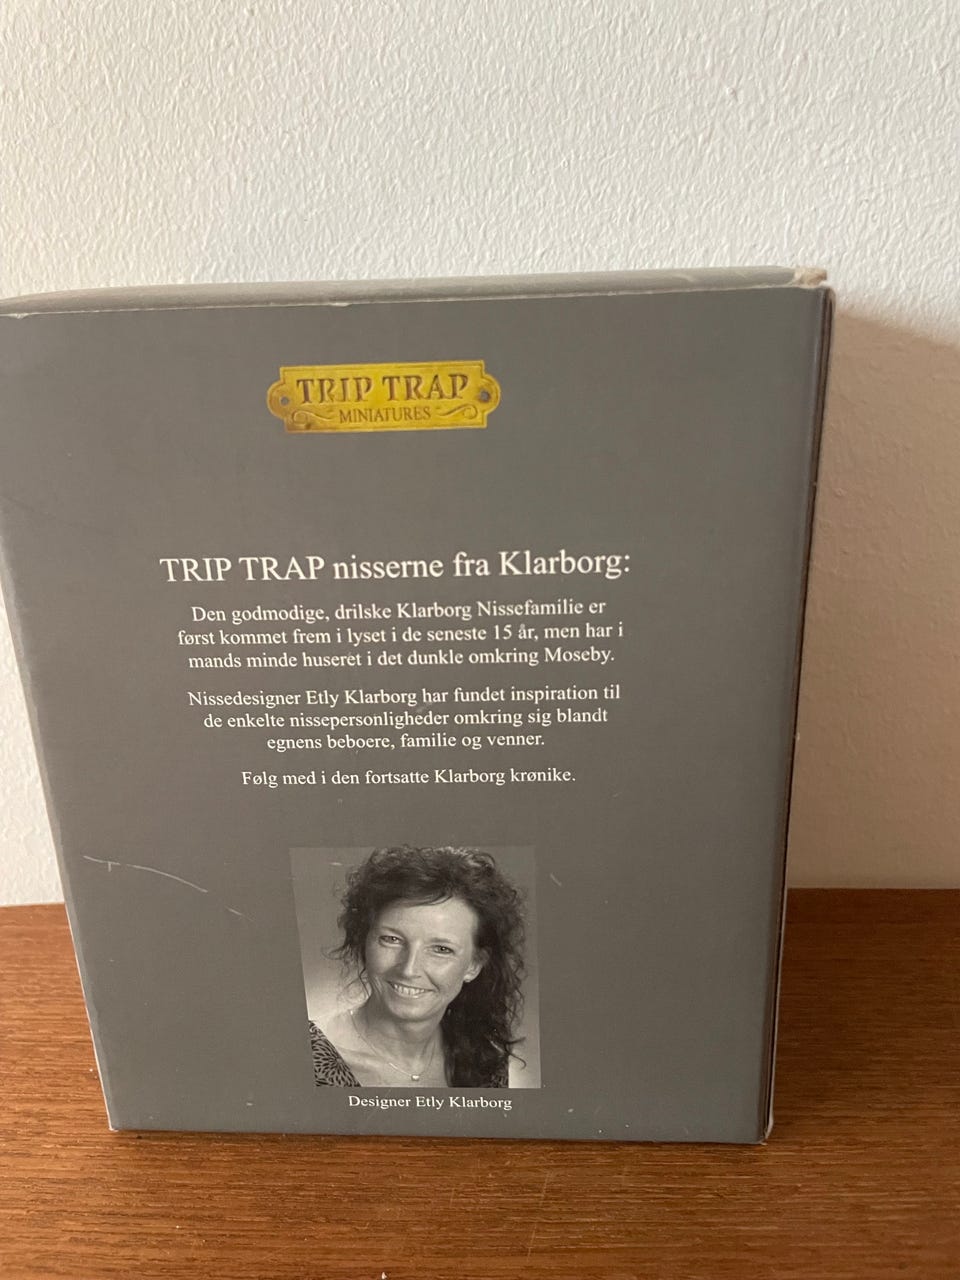 TRIP TRAP
MINIATURES
TRIP TRAP nisserne fra Klarborg:
Den godmodige, drilske Klarborg Nissefamilie er
først kommet frem i lyset i de seneste 15 år, men har i
mands minde huseret i det dunkle omkring Moseby.
Nissedesigner Etly Klarborg har fundet inspiration til
de enkelte nissepersonligheder omkring sig blandt
egnens beboere, familie og venner.
Følg med i den fortsatte Klarborg krønike.
Designer Etly Klarborg